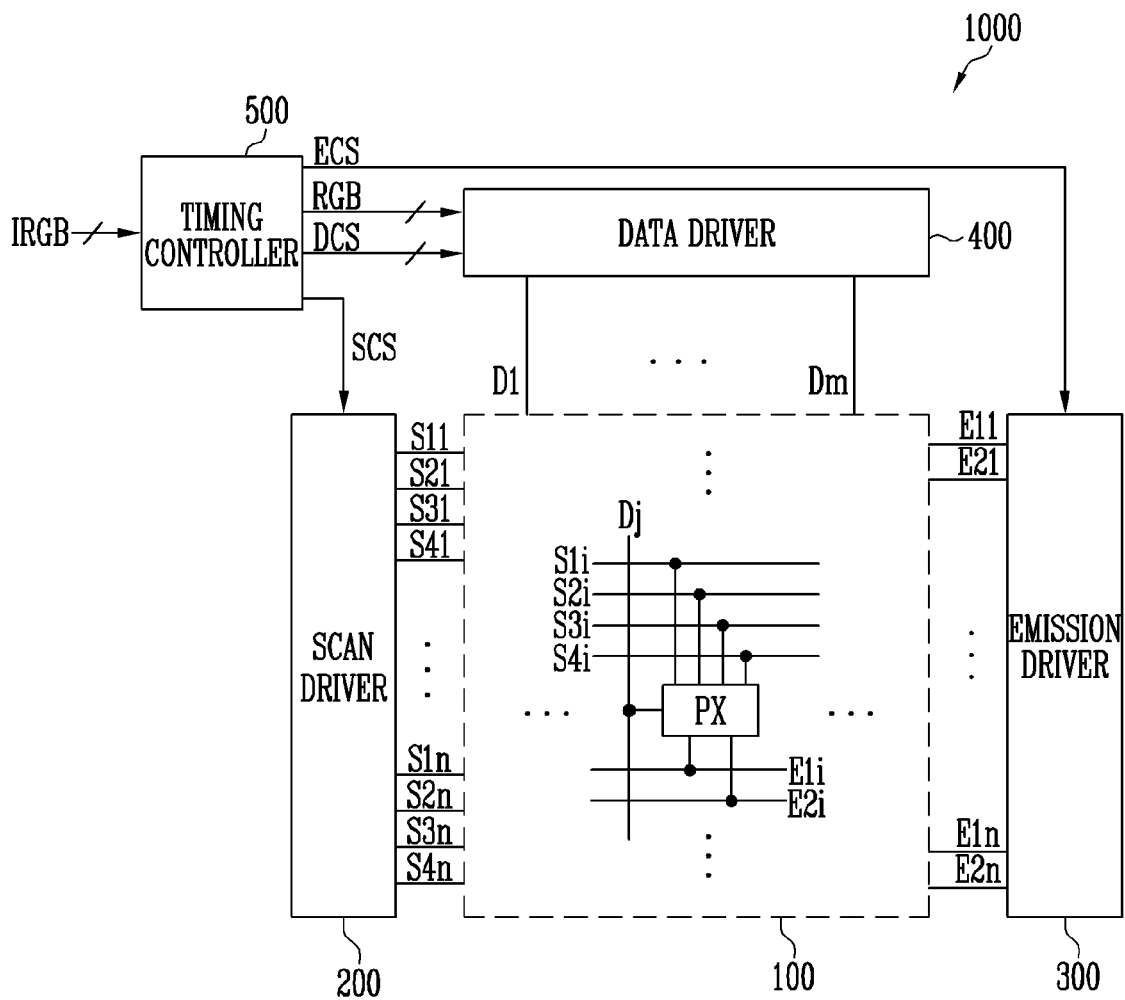 1000
500
ECS
RGB
DCS
IRGB
TIMING
CONTROLLER
DATA DRIVER
400
SCS
D1
Dm
S11
S21
S31
S41
E11
E21
Dj
S1i
S2i
S3i
S4i
SCAN
DRIVER
EMISSION
DRIVER
PX
E1i
E2i
S1n
S2n
S3n
S4n
E1n
E2n
200
100
300